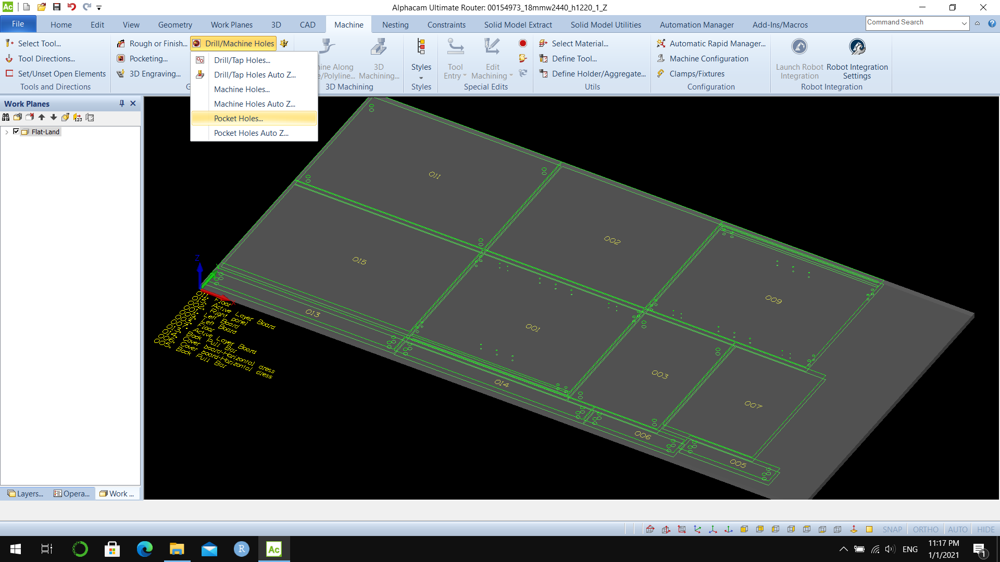 Ac
Alphacam Ultimate Router: 00154973_18mmw2440_h1220_1_Z
File
Home
Edit
View
Geometry
Work Planes
3D
CAD
Machine
Nesting
Constraints
Solid Model Extract
Solid Model Utilities
Automation Manager
Add-Ins/Macros
Command Search
Select Tool...
Tool Directions...
Set/Unset Open Elements
Tools and Directions
Rough or Finish...
Pocketing...
3D Engraving...
Drill/Machine Holes
Drill/Tap Holes...
Drill/Tap Holes Auto Z...
Machine Holes...
Machine Holes Auto Z...
Pocket Holes...
Pocket Holes Auto Z...
ine Along
e/Polyline...
3D
Machining...
3D Machining
Styles
Styles
Tool
Entry
Edit
Machining
Special Edits
Select Material...
Define Tool...
Define Holder/Aggregate...
Utils
Automatic Rapid Manager...
Machine Configuration
Clamps/Fixtures
Configuration
Launch Robot
Integration
Robot Integration
Settings
Robot Integration
Work Planes
123
Flat-Land
Layers...
Opera...
Work ...
011
002
015
009
013
001
003
014
007
006
005
Z
X
011. Floor
015. Active Layer Board
002. Right panel
001. Left Board
009. Left Board
003. Floor Board
007. Active Layer Board
013. Back Pull Bar
014. Cover board-Horizontal dress
006. Cover board-Horizontal dress
005. Back Pull Bar
SNAP
ORTHO
AUTO
HIDE
R
Ac
ENG
11:17 PM
1/1/2021
1